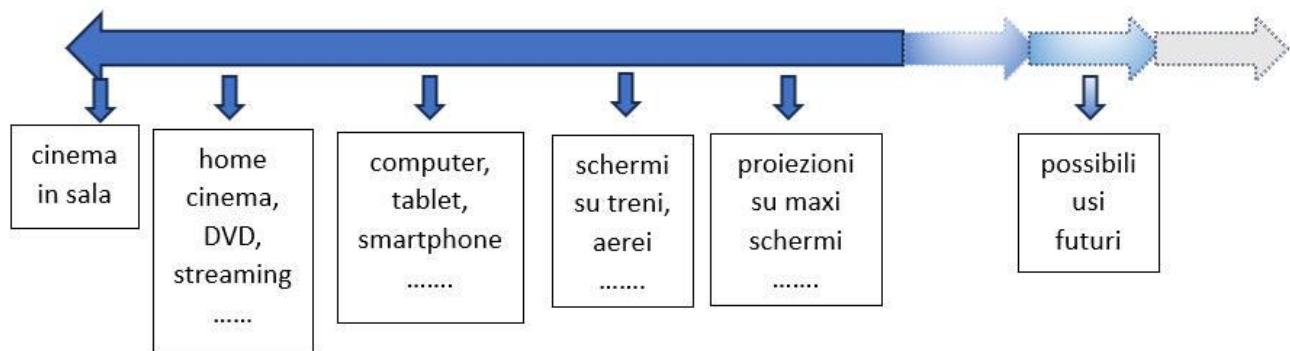 cinema
in sala
home
cinema,
DVD,
streaming
......
computer,
tablet,
smartphone
.......
schermi
su treni,
aerei
.......
proiezioni
su maxi
schermi
.......
possibili
usi
futuri